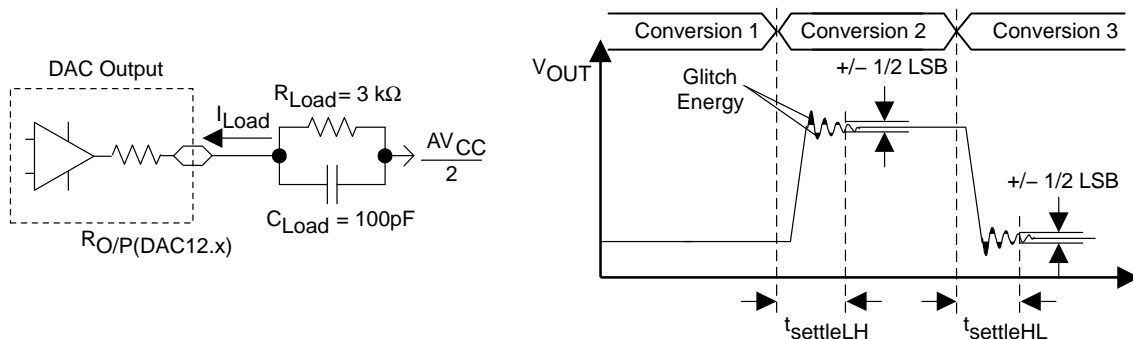 DAC Output
I_Load
R_Load = 3 kΩ
AV_CC
2
C_Load = 100pF
R_O/P(DAC12.x)
Conversion 1
Conversion 2
Conversion 3
V_OUT
Glitch
Energy
+/− 1/2 LSB
+/− 1/2 LSB
t_settleLH
t_settleHL